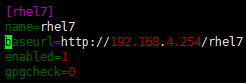 [rhel7]
name=rhel7
baseurl=http://192.168.4.254/rhel7
enabled=1
gpgcheck=0